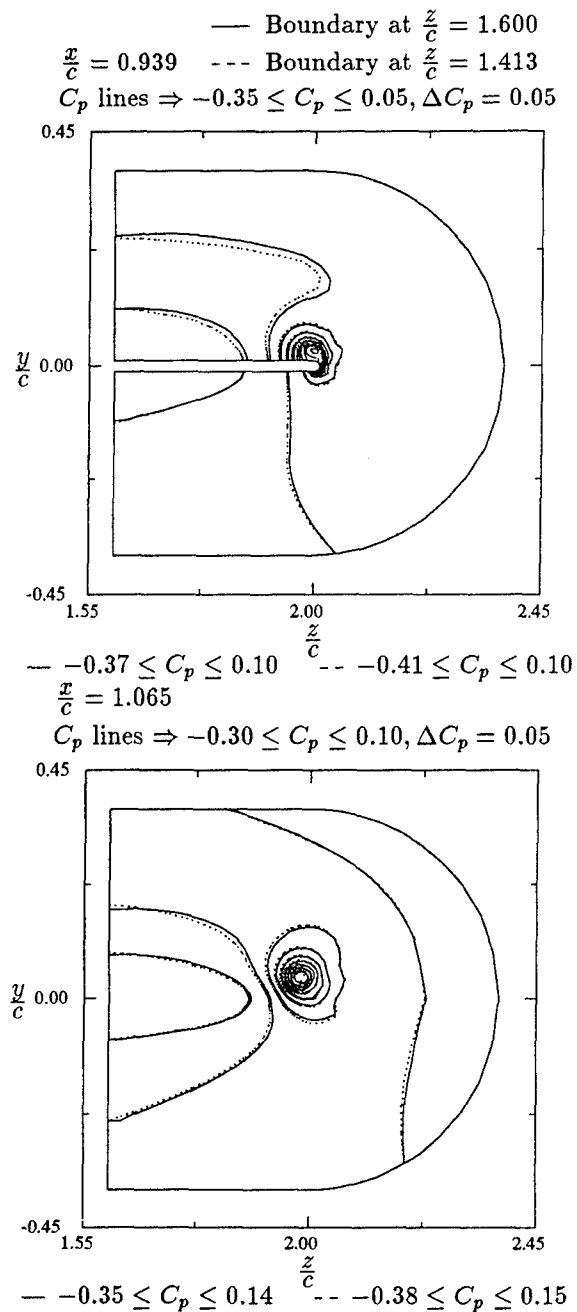 — Boundary at z/c = 1.600
x/c = 0.939 --- Boundary at z/c = 1.413
C_p lines ⇒ −0.35 ≤ C_p ≤ 0.05, ΔC_p = 0.05
0.45
y/c 0.00
-0.45
1.55 2.00 2.45
z/c
— −0.37 ≤ C_p ≤ 0.10 -- −0.41 ≤ C_p ≤ 0.10
x/c = 1.065
C_p lines ⇒ −0.30 ≤ C_p ≤ 0.10, ΔC_p = 0.05
0.45
y/c 0.00
-0.45
1.55 2.00 2.45
z/c
— −0.35 ≤ C_p ≤ 0.14 -- −0.38 ≤ C_p ≤ 0.15